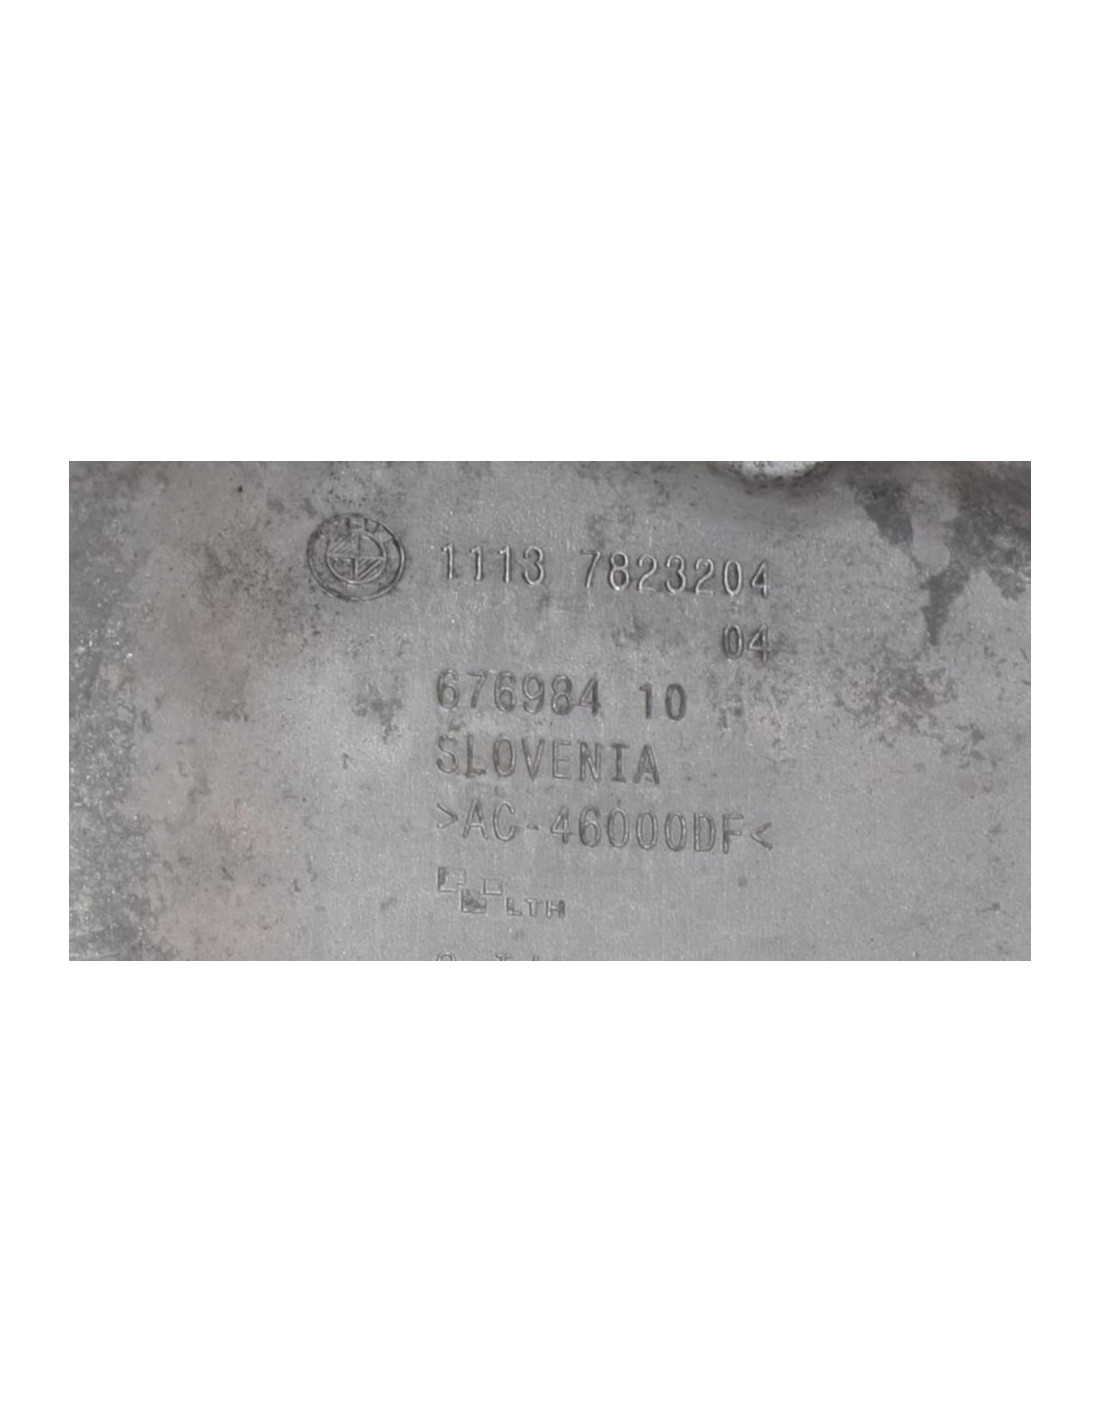 1113 7823204
04
676984 10
SLOVENIA
>AC-46000DF<
LTH